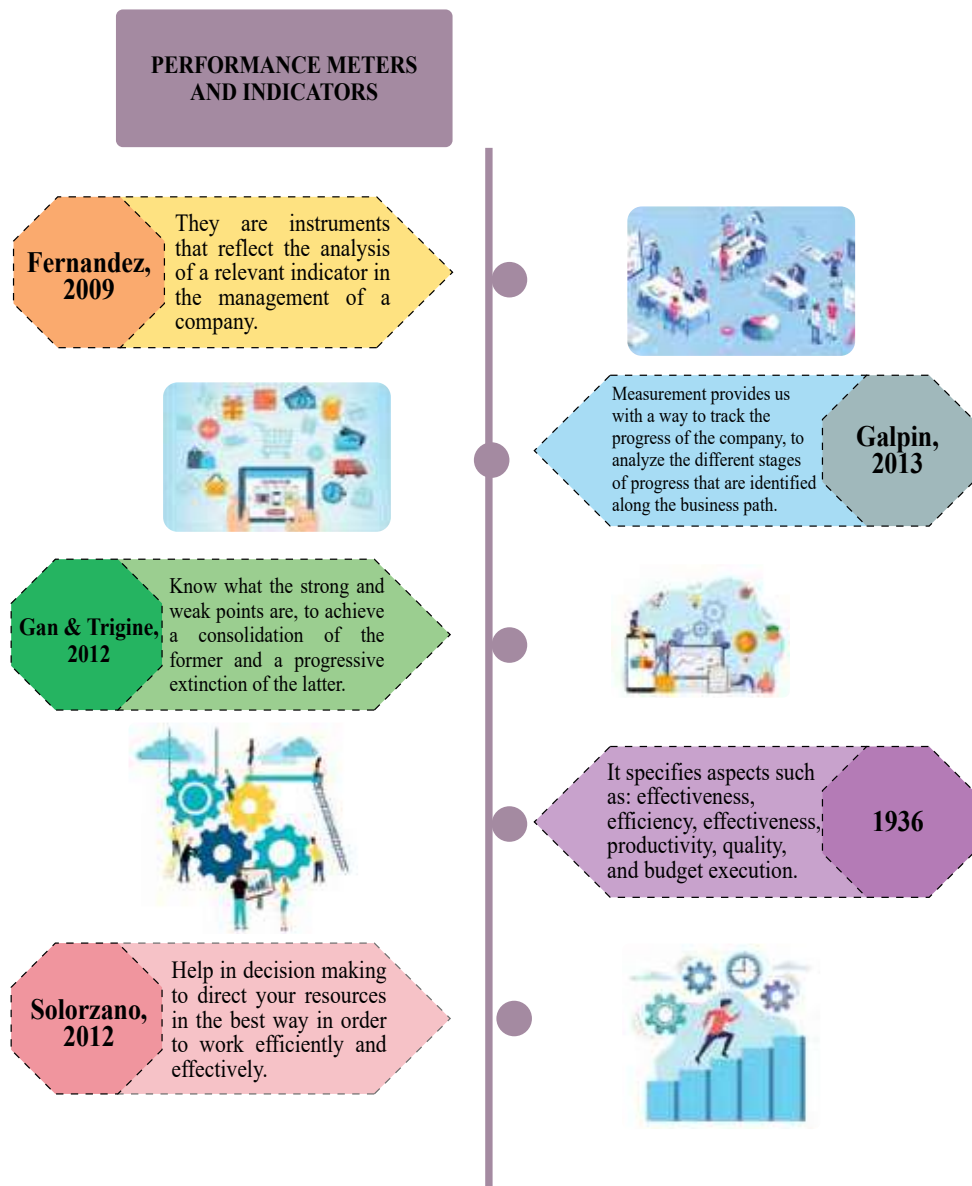 PERFORMANCE METERS
AND INDICATORS
Fernandez,
2009
They are instruments
that reflect the analysis
of a relevant indicator in
the management of a
company.
Measurement provides us
with a way to track the
progress of the company, to
analyze the different stages
of progress that are identified
along the business path.
Galpin,
2013
Gan & Trigine,
2012
Know what the strong and
weak points are, to achieve
a consolidation of the
former and a progressive
extinction of the latter.
It specifies aspects such
as: effectiveness,
efficiency, effectiveness,
productivity, quality,
and budget execution.
1936
Solorzano,
2012
Help in decision making
to direct your resources
in the best way in order
to work efficiently and
effectively.